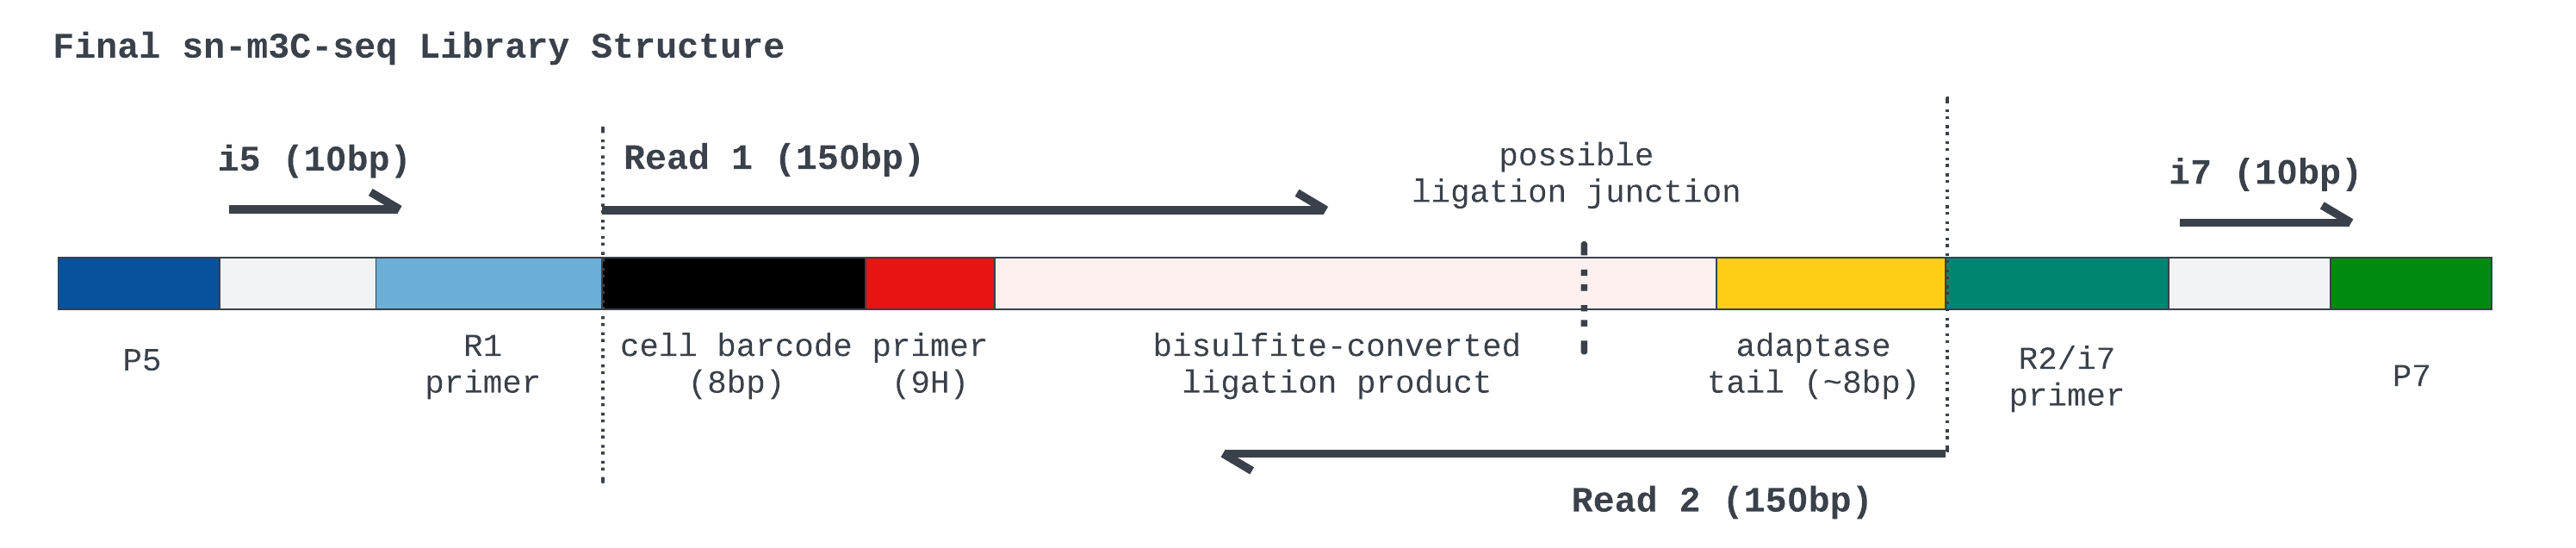 Final sn-m3C-seq Library Structure
i5 (10bp)
Read 1 (150bp)
possible
ligation junction
i7 (10bp)
P5
R1
primer
cell barcode
(8bp)
primer
(9H)
bisulfite-converted
ligation product
adaptase
tail (~8bp)
R2/i7
primer
P7
Read 2 (150bp)